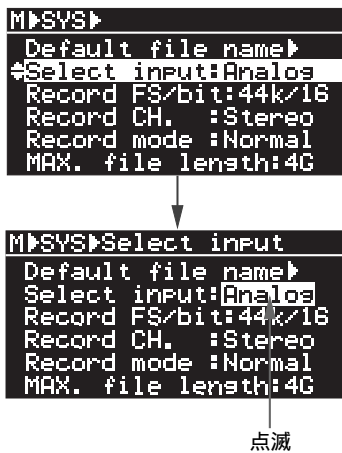 M▶SYS▶
Default file name▶
Select input:Analog
Record FS/bit:44k/16
Record CH. :Stereo
Record mode :Normal
MAX. file length:4G
M▶SYS▶Select input
Default file name▶
Select input:Analog
Record FS/bit:44k/16
Record CH. :Stereo
Record mode :Normal
MAX. file length:4G
点滅